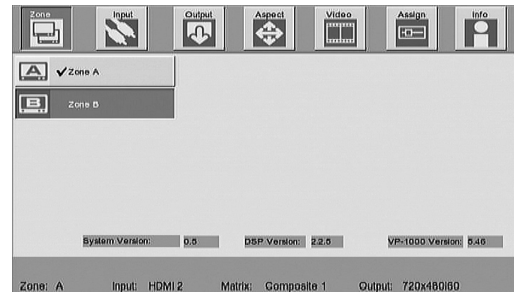 Zone Input Output Aspect Video Assign Info
A ✔Zone A
B Zone B
System Version: 0.5 DSP Version: 2.2.5 VP-1000 Version: 5.46
Zone: A Input: HDMI 2 Matrix: Composite 1 Output: 720x480i60